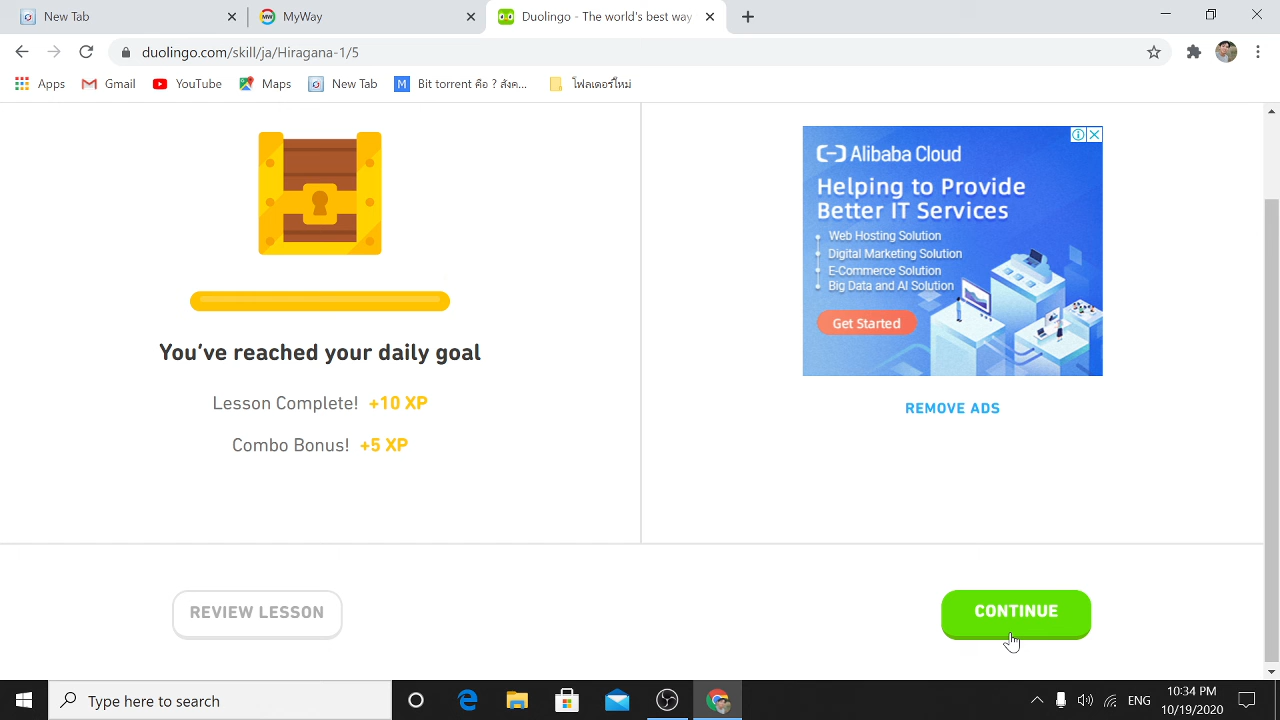 New Tab
MyWay
Duolingo - The world's best way
duolingo.com/skill/ja/Hiragana-1/5
Apps
Gmail
YouTube
Maps
New Tab
M
Bit torrent คือ ? สังค...
โฟลเดอร์ใหม่
You've reached your daily goal
Lesson Complete! +10 XP
Combo Bonus! +5 XP
Alibaba Cloud
Helping to Provide
Better IT Services
Web Hosting Solution
Digital Marketing Solution
E-Commerce Solution
Big Data and AI Solution
Get Started
REMOVE ADS
REVIEW LESSON
CONTINUE
Type here to search
ENG
10:34 PM
10/19/2020